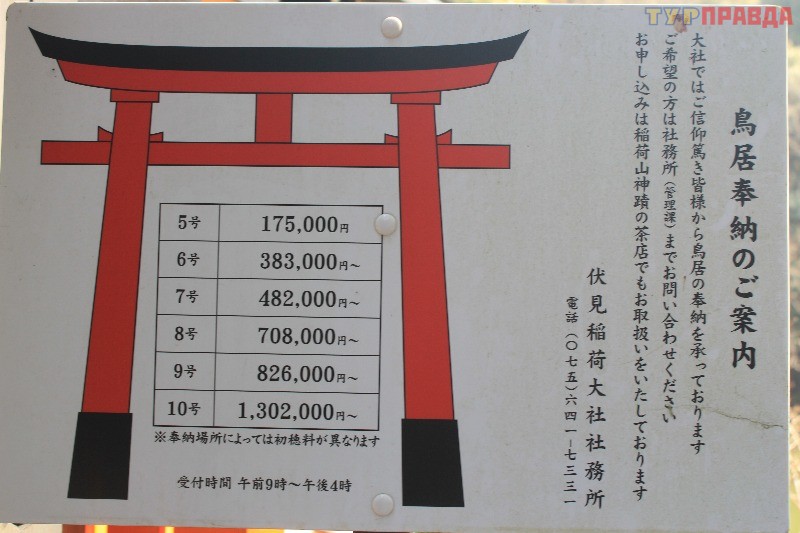 ТУРПРАВДА
鳥居奉納のご案内
大社ではご信仰篤き皆様から鳥居の奉納を承っております
ご希望の方は社務所(管理課)までお問い合わせください
お申し込みは稲荷山神蹟の茶店でもお取扱いをいたしております
伏見稲荷大社社務所
電話(〇七五)六四一-七三三一
5号 175,000円
6号 383,000円～
7号 482,000円～
8号 708,000円～
9号 826,000円～
10号 1,302,000円～
※奉納場所によっては初穂料が異なります
受付時間 午前9時～午後4時